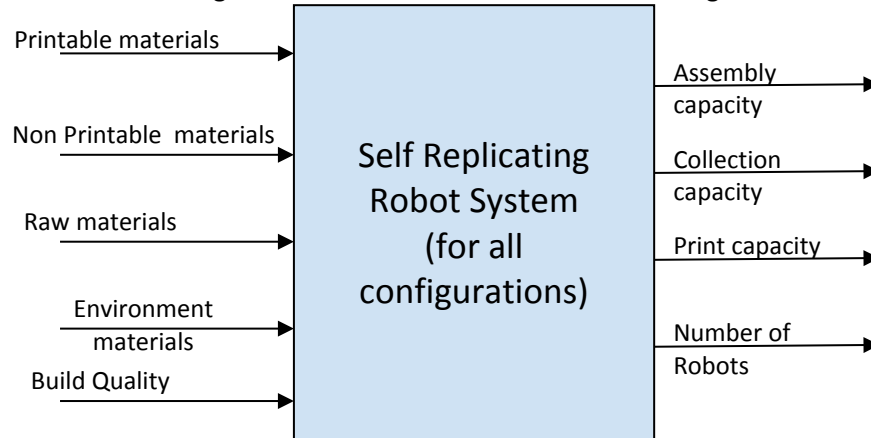 Printable materials
Non Printable materials
Raw materials
Environment
materials
Build Quality
Self Replicating
Robot System
(for all
configurations)
Assembly
capacity
Collection
capacity
Print capacity
Number of
Robots